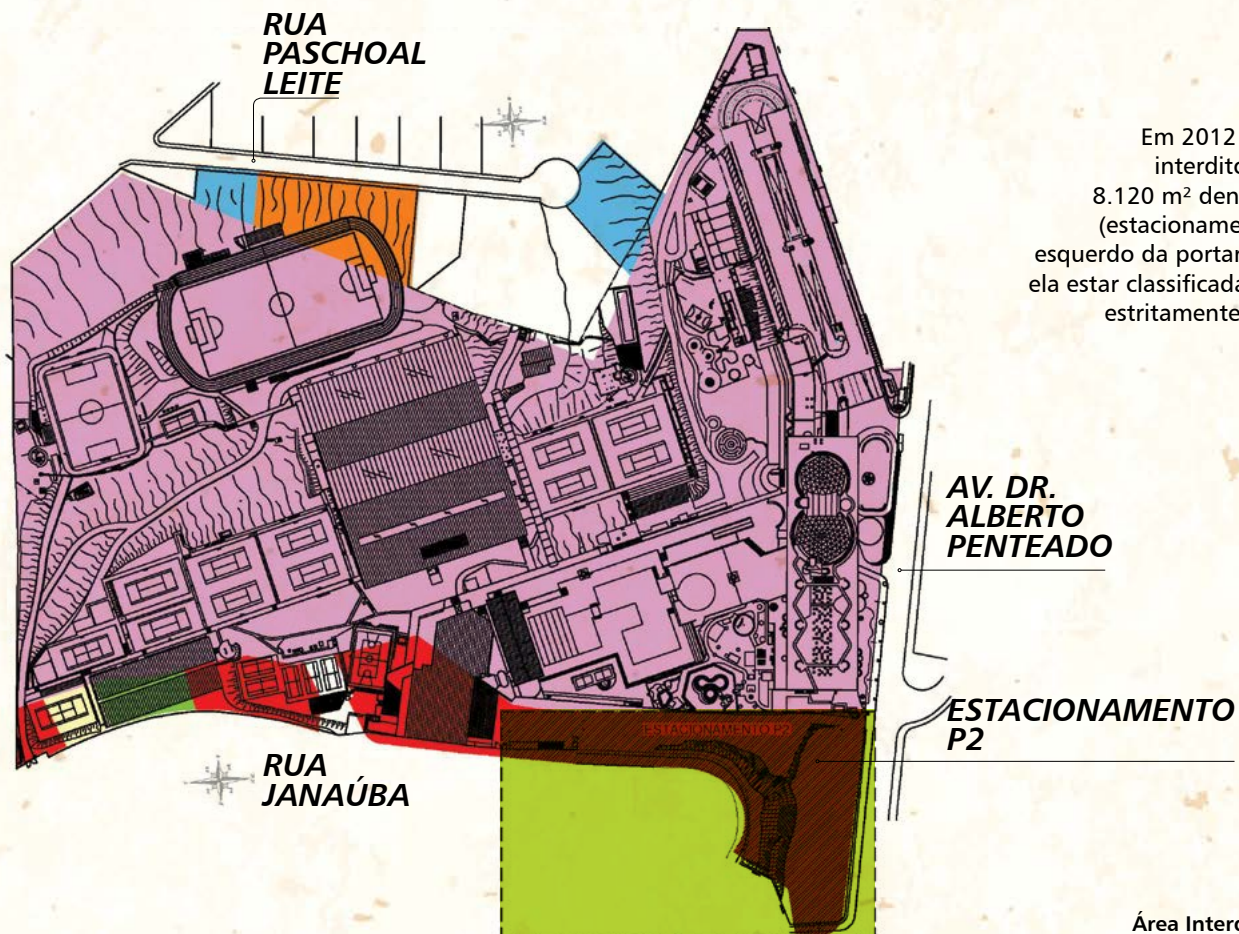 RUA
PASCHOAL
LEITE
Em 2012
interdito
8.120 m² den
(estacioname
esquerdo da portar
ela estar classificada
estritamente
AV. DR.
ALBERTO
PENTEADO
ESTACIONAMENTO
P2
ESTACIONAMENTO P2
RUA
JANAÚBA
Área Interd